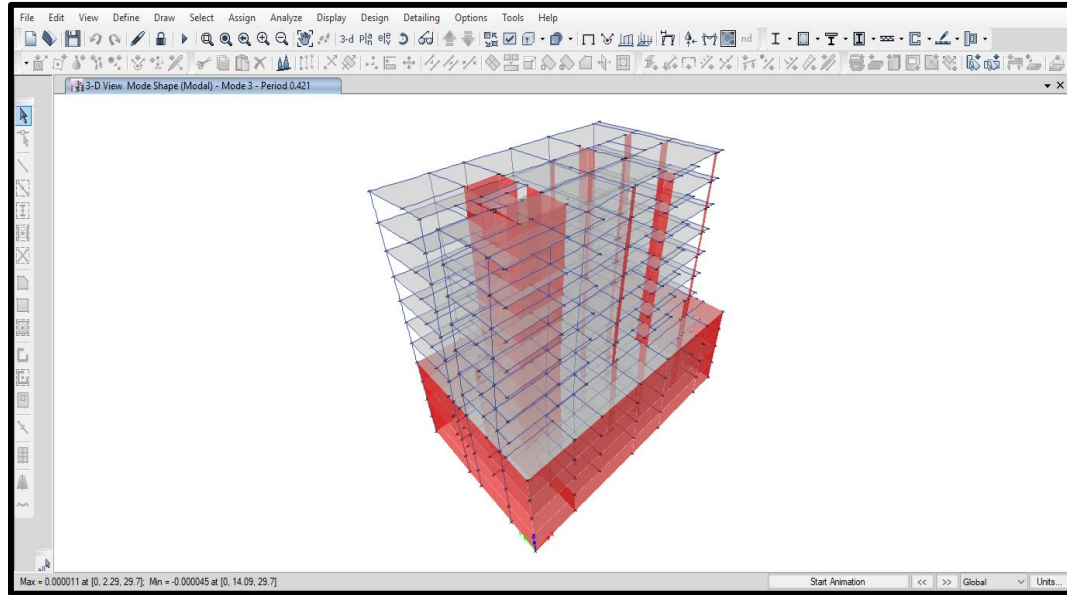 File Edit View Define Draw Select Assign Analyze Display Design Detailing Options Tools Help
3-d nd
3-D View Mode Shape (Modal) - Mode 3 - Period 0.421
Max = 0.000011 at [0, 2.29, 29.7]; Min = -0.000045 at [0, 14.09, 29.7] Start Animation << >> Global Units...